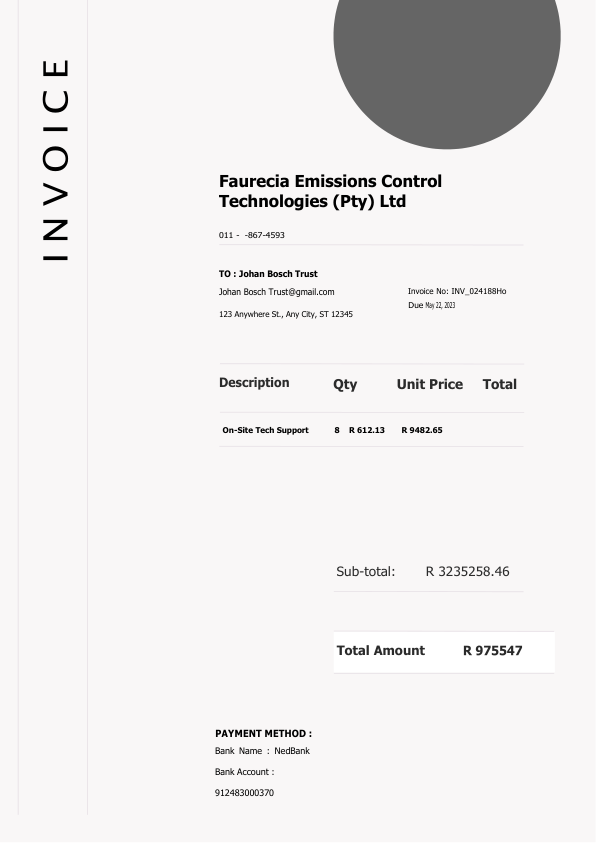 INVOICE
Faurecia Emissions Control
Technologies (Pty) Ltd
011 - -867-4593
TO : Johan Bosch Trust
Johan Bosch Trust@gmail.com
Invoice No: INV_024188Ho
Due May 22, 2023
123 Anywhere St., Any City, ST 12345
Description Qty Unit Price Total
On-Site Tech Support 8 R 612.13 R 9482.65
Sub-total: R 3235258.46
Total Amount R 975547
PAYMENT METHOD :
Bank Name : NedBank
Bank Account :
912483000370